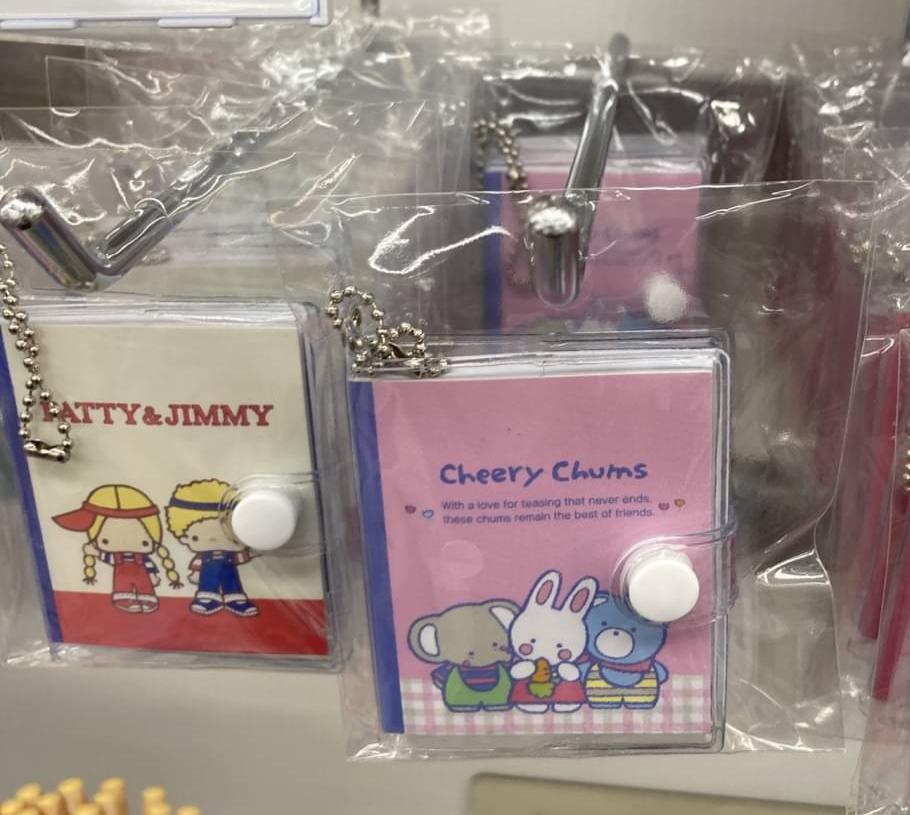 PATTY&JIMMY
Cheery Chums
With a love for teasing that never ends,
these chums remain the best of friends.